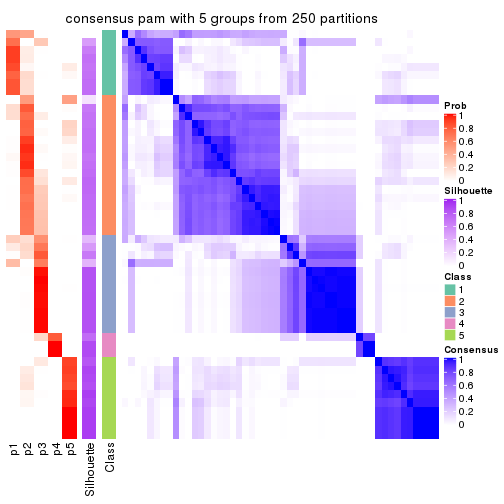 consensus pam with 5 groups from 250 partitions
Prob
1
0.8
0.6
0.4
0.2
0
Silhouette
1
0.8
0.6
0.4
0.2
0
Class
1
2
3
4
5
Consensus
1
0.8
0.6
0.4
0.2
0
p1
p2
p3
p4
p5
Silhouette
Class